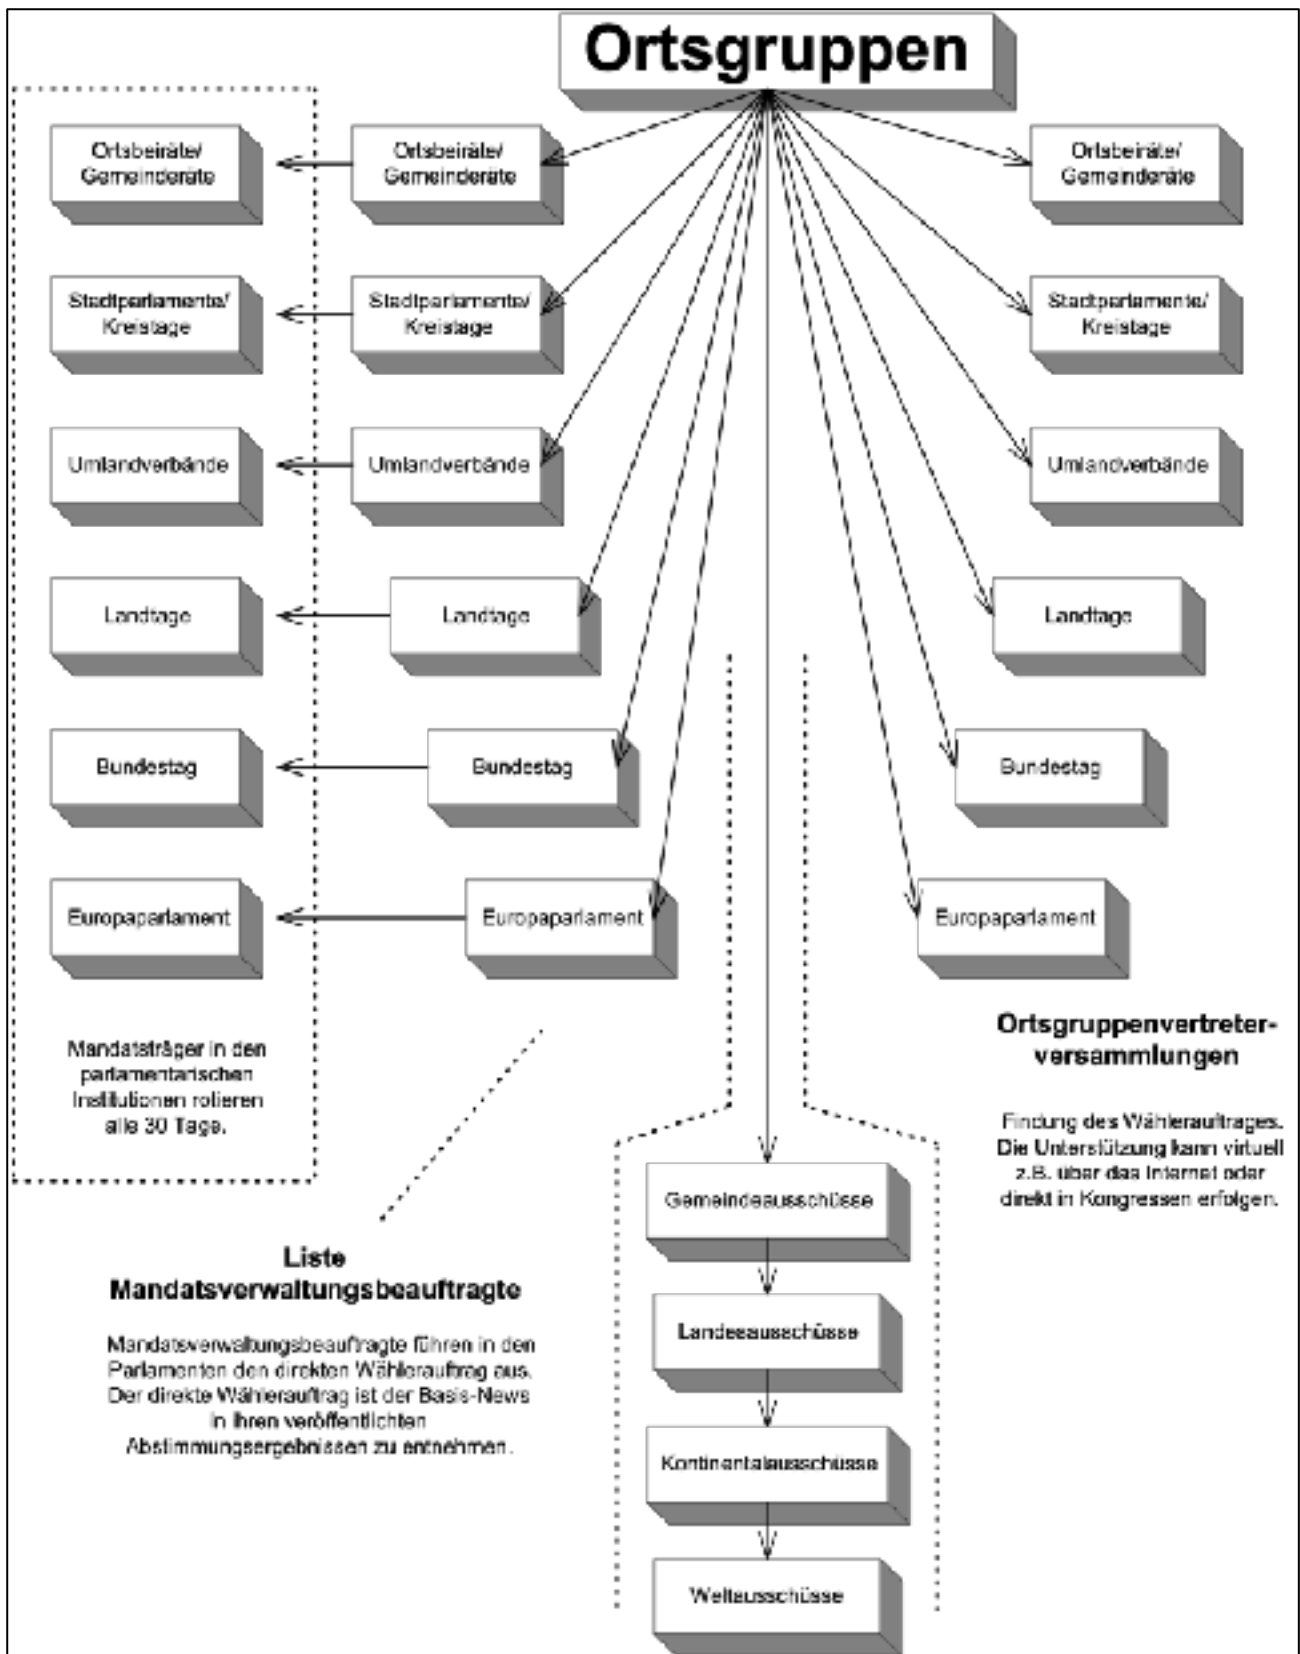 Ortsgruppen
Ortsbeiräte/
Gemeinderäte
Ortsbeiräte/
Gemeinderäte
Ortsbeiräte/
Gemeinderäte
Stadtparlamente/
Kreistage
Stadtparlamente/
Kreistage
Stadtparlamente/
Kreistage
Umlandverbände
Umlandverbände
Umlandverbände
Landtage
Landtage
Landtage
Bundestag
Bundestag
Bundestag
Europaparlament
Europaparlament
Europaparlament
Mandatsträger in den
parlamentarischen
Institutionen rotieren
alle 30 Tage.
Ortsgruppenvertreter-
versammlungen
Findung des Wählerauftrages.
Die Unterstützung kann virtuell
z.B. über das Internet oder
direkt in Kongressen erfolgen.
Liste
Mandatsverwaltungsbeauftragte
Mandatsverwaltungsbeauftragte führen in den
Parlamenten den direkten Wählerauftrag aus.
Der direkte Wählerauftrag ist der Basis-News
in ihren veröffentlichten
Abstimmungsergebnissen zu entnehmen.
Gemeindeausschüsse
Landesausschüsse
Kontinentalausschüsse
Weltausschüsse